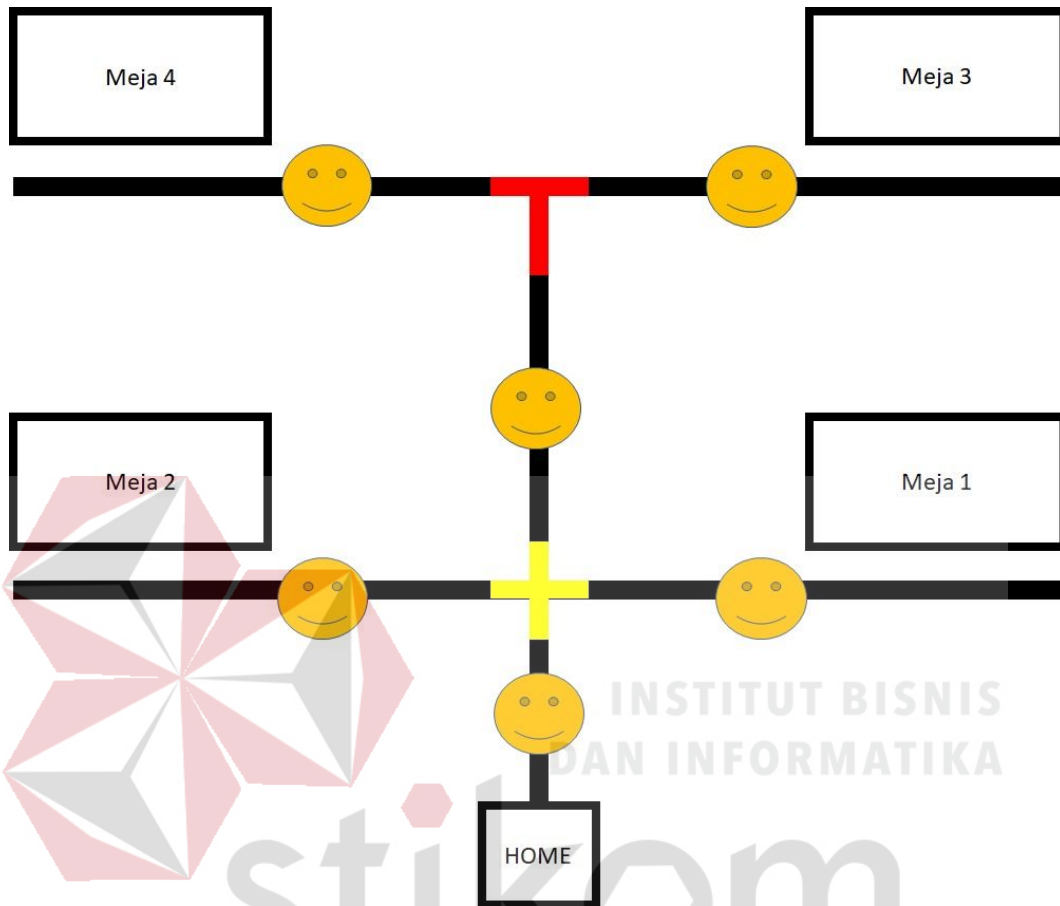 Meja 4
Meja 3
Meja 2
Meja 1
INSTITUT BISNIS
DAN INFORMATIKA
HOME
stikom